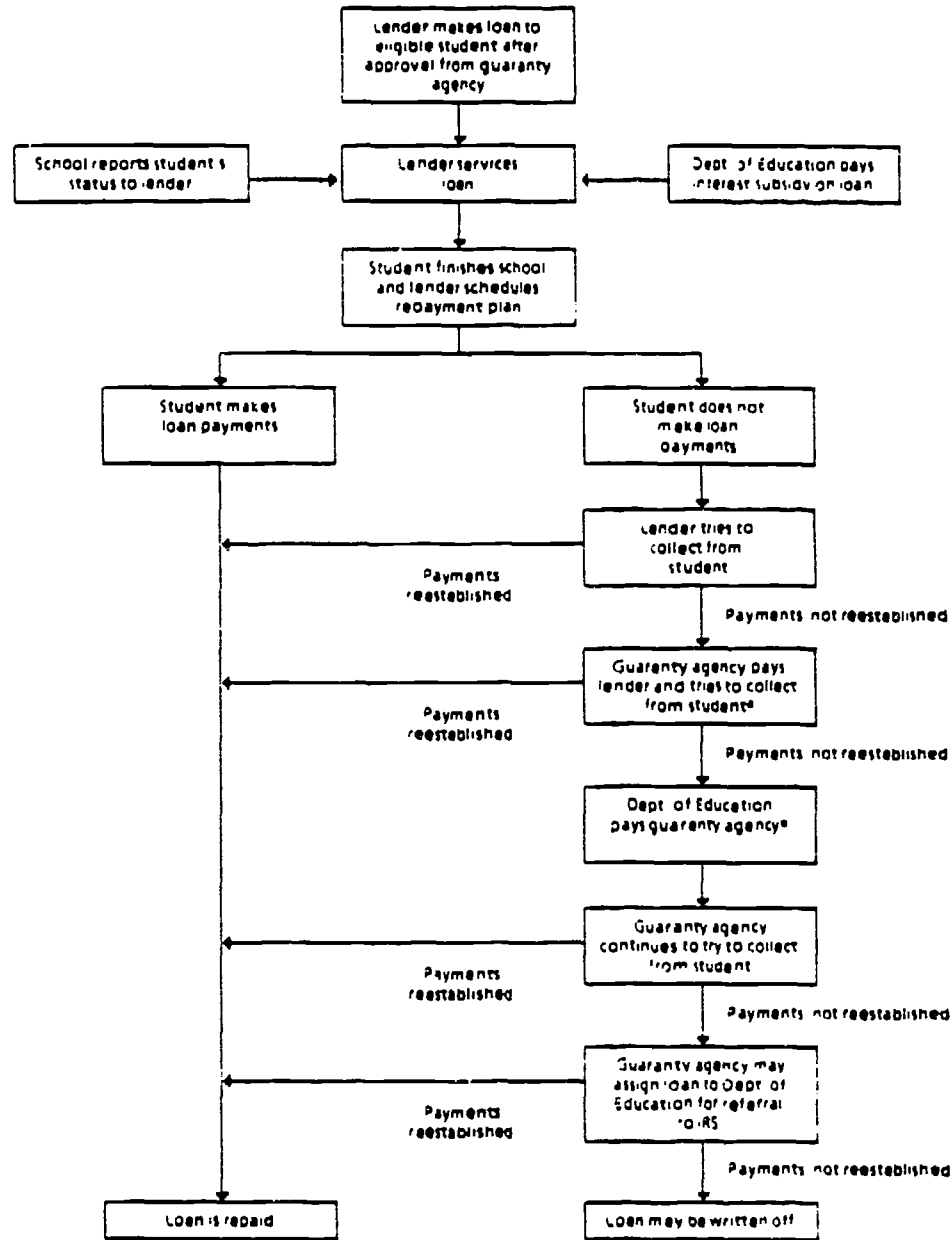 Lender makes loan to
eligible student after
approval from guaranty
agency
School reports student's
status to lender
Lender services
loan
Dept. of Education pays
interest subsidy on loan
Student finishes school
and lender schedules
repayment plan
Student makes
loan payments
Student does not
make loan
payments
Lender tries to
collect from
student
Payments
reestablished
Payments not reestablished
Guaranty agency pays
lender and tries to collect
from studentª
Payments
reestablished
Payments not reestablished
Dept. of Education
pays guaranty agencyª
Guaranty agency
continues to try to collect
from student
Payments
reestablished
Payments not reestablished
Guaranty agency may
assign loan to Dept. of
Education for referral
to IRS
Payments
reestablished
Payments not reestablished
Loan is repaid
Loan may be written off